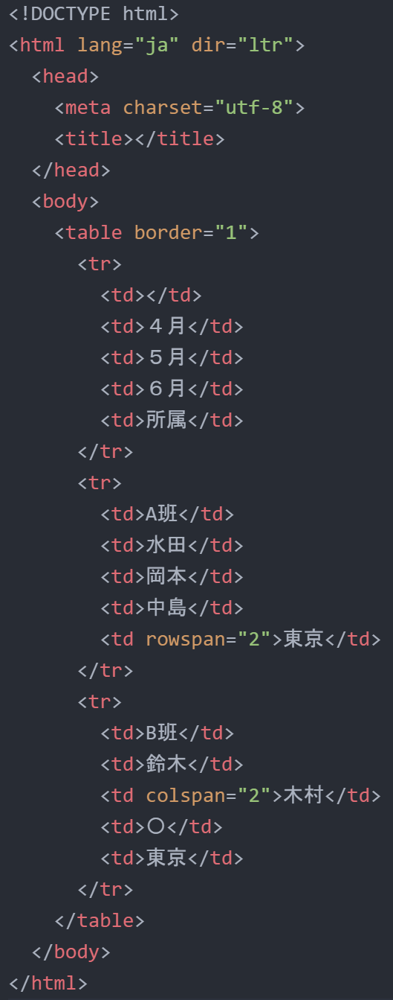 <!DOCTYPE html>
<html lang="ja" dir="ltr">
  <head>
    <meta charset="utf-8">
    <title></title>
  </head>
  <body>
    <table border="1">
      <tr>
        <td></td>
        <td>４月</td>
        <td>５月</td>
        <td>６月</td>
        <td>所属</td>
      </tr>
      <tr>
        <td>A班</td>
        <td>水田</td>
        <td>岡本</td>
        <td>中島</td>
        <td rowspan="2">東京</td>
      </tr>
      <tr>
        <td>B班</td>
        <td>鈴木</td>
        <td colspan="2">木村</td>
        <td>〇</td>
        <td>東京</td>
      </tr>
    </table>
  </body>
</html>